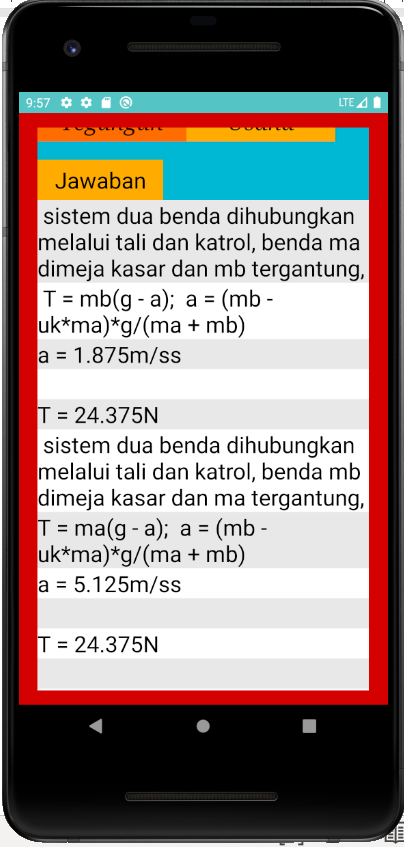 9:57 LTE
Tegangan Usaha
Jawaban
sistem dua benda dihubungkan
melalui tali dan katrol, benda ma
dimeja kasar dan mb tergantung,
T = mb(g - a);  a = (mb -
uk*ma)*g/(ma + mb)
a = 1.875m/ss
T = 24.375N
sistem dua benda dihubungkan
melalui tali dan katrol, benda mb
dimeja kasar dan ma tergantung,
T = ma(g - a);  a = (mb -
uk*ma)*g/(ma + mb)
a = 5.125m/ss
T = 24.375N